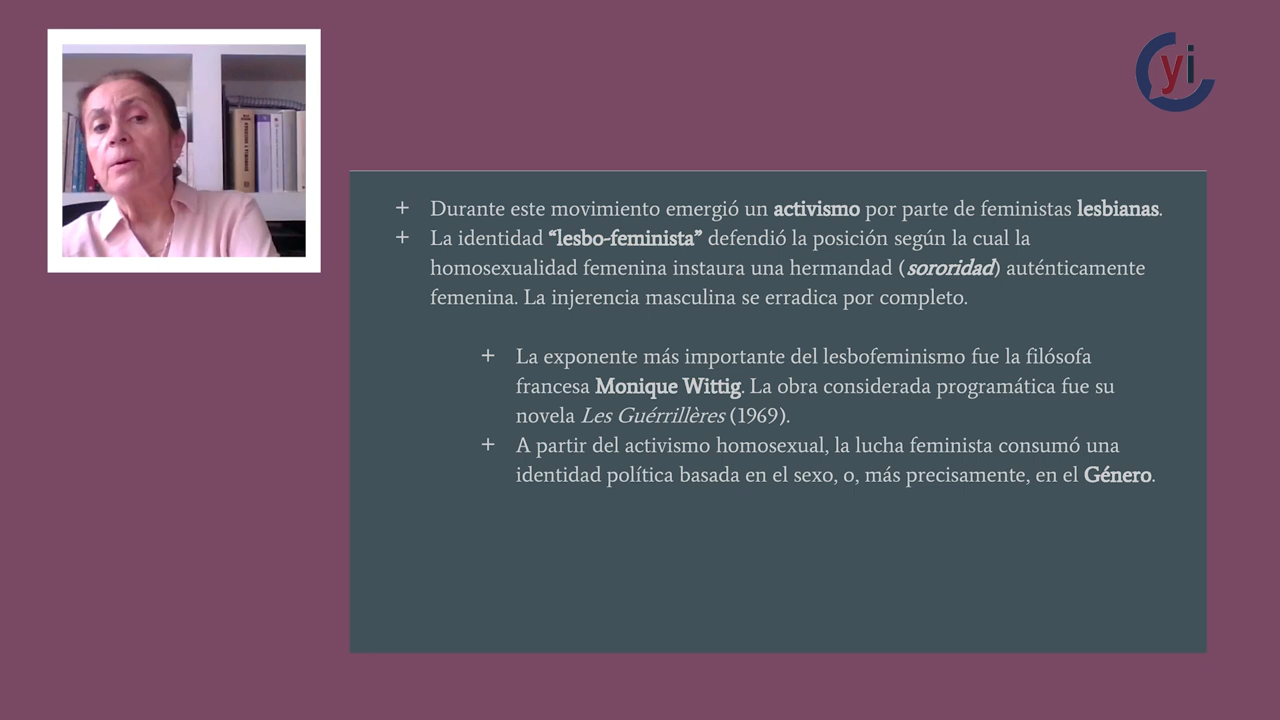 yi
+ Durante este movimiento emergió un activismo por parte de feministas lesbianas.
+ La identidad “lesbo-feminista” defendió la posición según la cual la
homosexualidad femenina instaura una hermandad (sororidad) auténticamente
femenina. La injerencia masculina se erradica por completo.
+ La exponente más importante del lesbofeminismo fue la filósofa
francesa Monique Wittig. La obra considerada programática fue su
novela Les Guérrillères (1969).
+ A partir del activismo homosexual, la lucha feminista consumó una
identidad política basada en el sexo, o, más precisamente, en el Género.